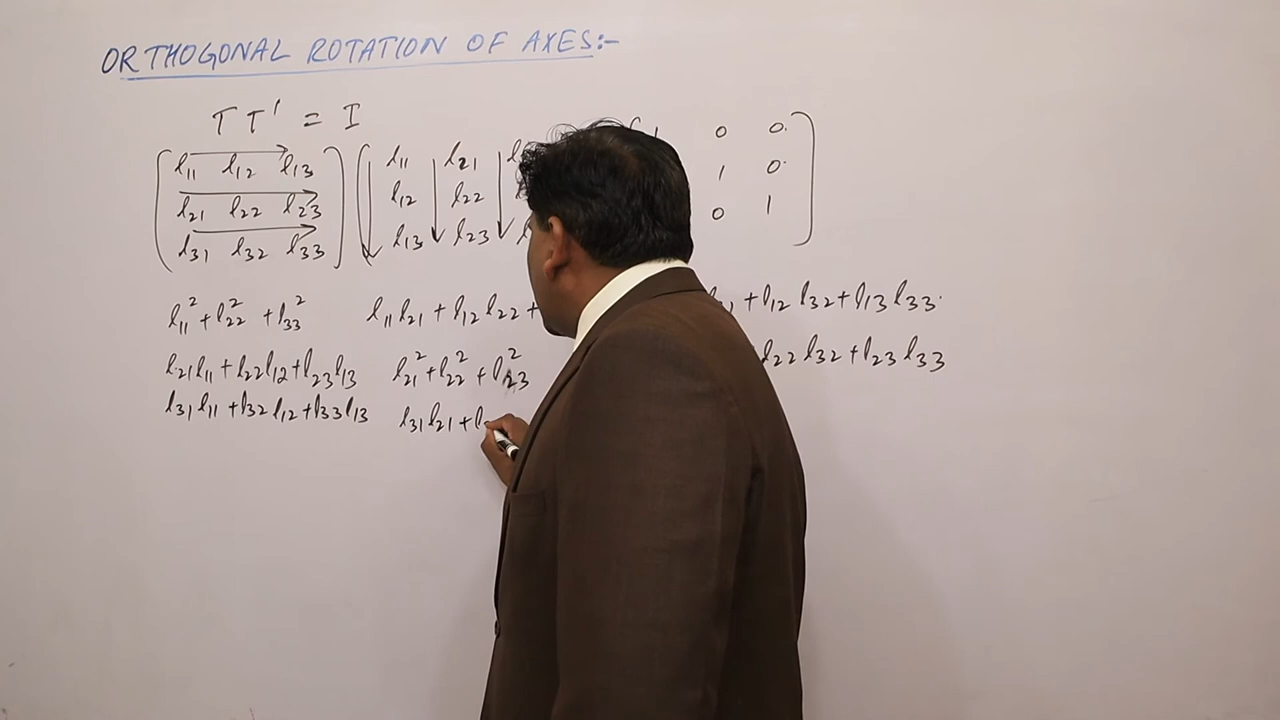 ORTHOGONAL ROTATION OF AXES:-
T T' = I
l11 l12 l13 l11 l21 1 0 0.
l21 l22 l23 l12 l22 1 0.
l31 l32 l33 l13 l23 0 1
l11² + l22² + l33² l11 l21 + l12 l22 + + l12 l32 + l13 l33.
l21 l11 + l22 l12 + l23 l13 l21² + l22² + l23² l22 l32 + l23 l33
l31 l11 + l32 l12 + l33 l13 l31 l21 + l